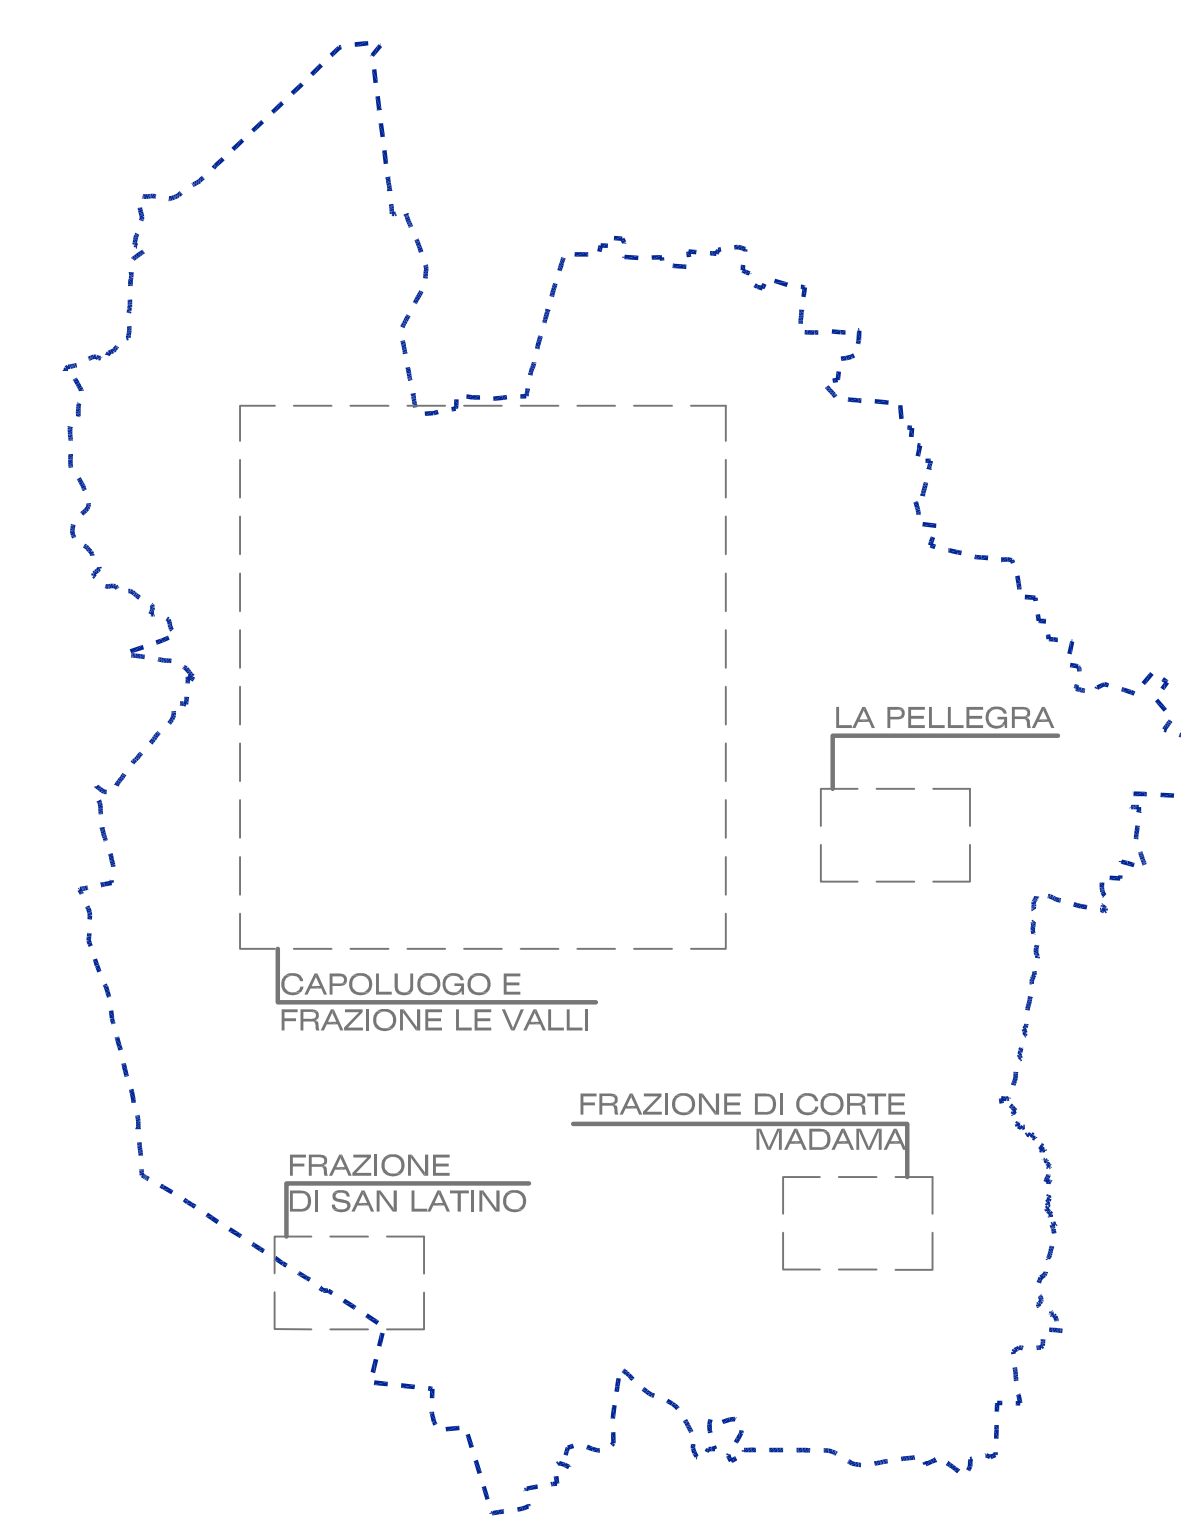 LA PELLEGRA
CAPOLUOGO E
FRAZIONE LE VALLI
FRAZIONE DI CORTE
MADAMA
FRAZIONE
DI SAN LATINO